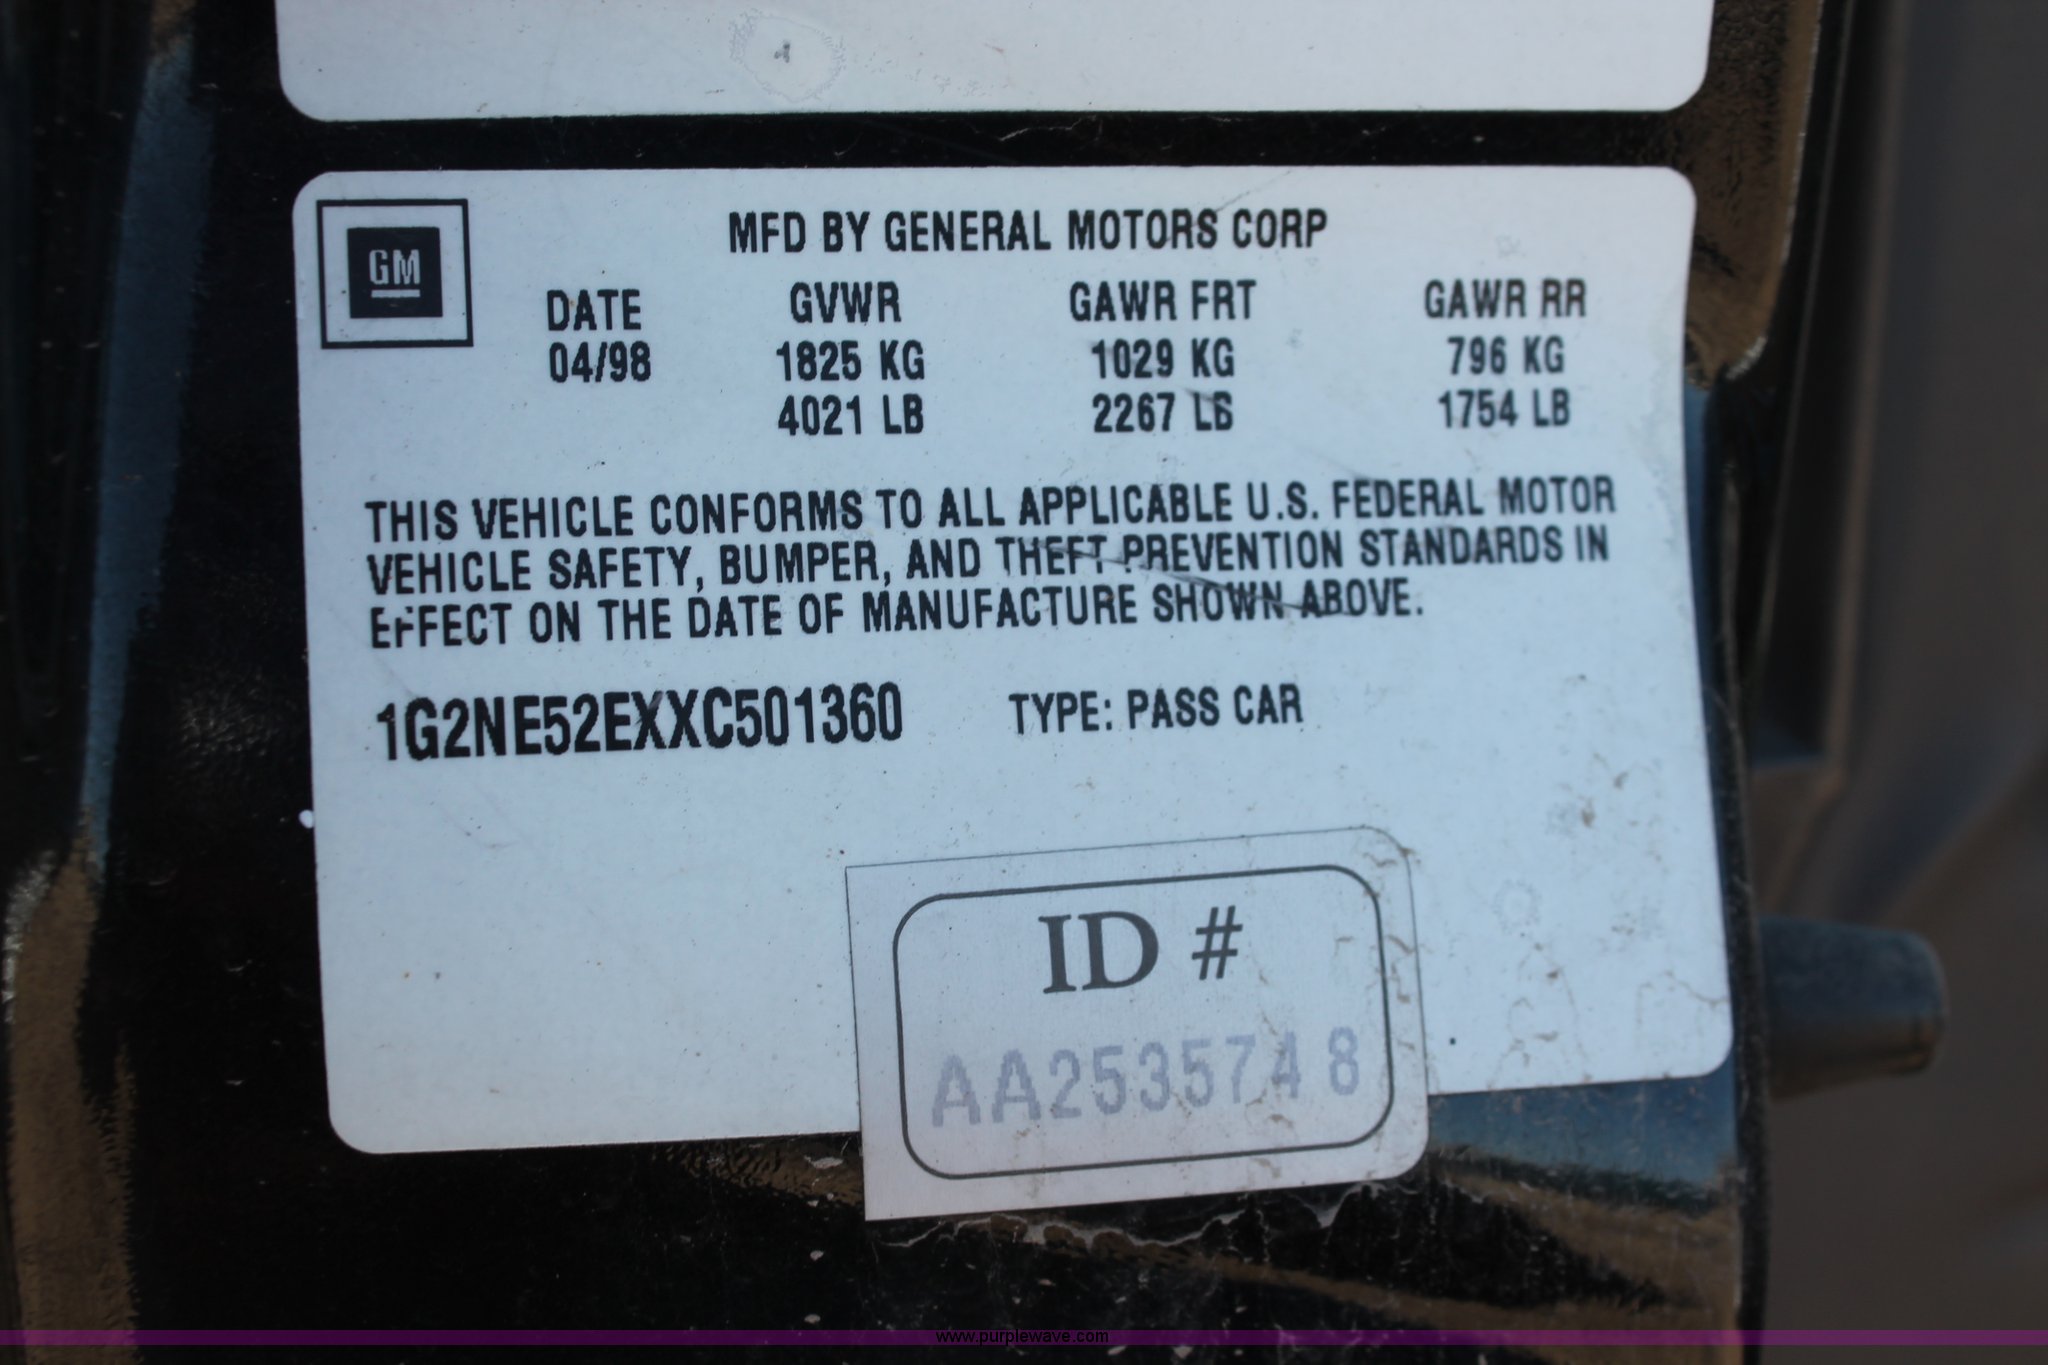 GM
MFD BY GENERAL MOTORS CORP
DATE GVWR GAWR FRT GAWR RR
04/98 1825 KG 1029 KG 796 KG
4021 LB 2267 LB 1754 LB
THIS VEHICLE CONFORMS TO ALL APPLICABLE U.S. FEDERAL MOTOR
VEHICLE SAFETY, BUMPER, AND THEFT PREVENTION STANDARDS IN
EFFECT ON THE DATE OF MANUFACTURE SHOWN ABOVE.
1G2NE52EXXC501360 TYPE: PASS CAR
ID #
AA2535748
www.purplewave.com